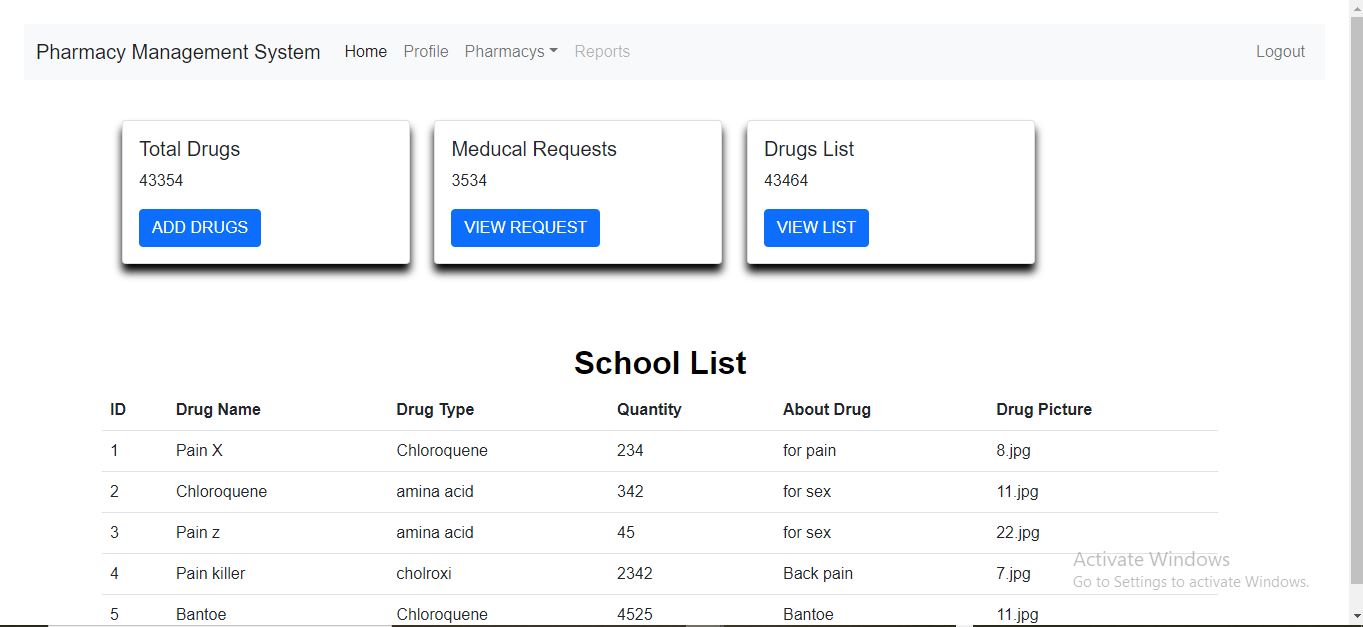 Pharmacy Management System Home Profile Pharmacys Reports Logout
Total Drugs
43354
ADD DRUGS
Meducal Requests
3534
VIEW REQUEST
Drugs List
43464
VIEW LIST
School List
ID Drug Name Drug Type Quantity About Drug Drug Picture
1 Pain X Chloroquene 234 for pain 8.jpg
2 Chloroquene amina acid 342 for sex 11.jpg
3 Pain z amina acid 45 for sex 22.jpg
4 Pain killer cholroxi 2342 Back pain 7.jpg
5 Bantoe Chloroquene 4525 Bantoe 11.jpg
Activate Windows
Go to Settings to activate Windows.